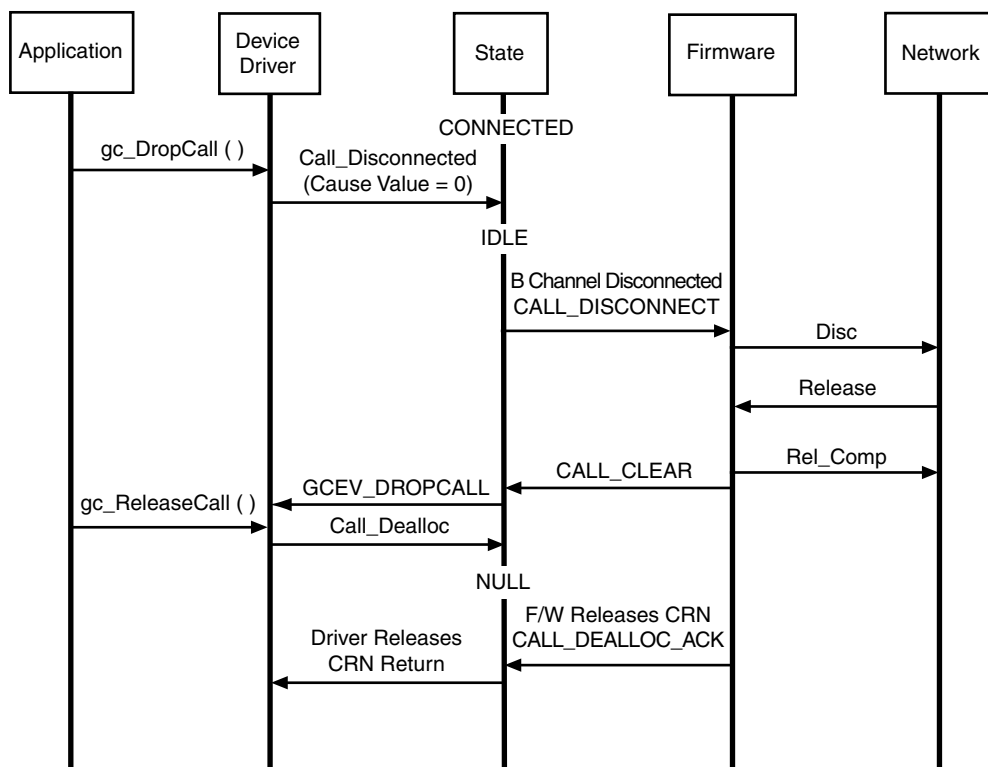 Application
Device
Driver
State
Firmware
Network
CONNECTED
gc_DropCall ( )
Call_Disconnected
(Cause Value = 0)
IDLE
B Channel Disconnected
CALL_DISCONNECT
Disc
Release
Rel_Comp
CALL_CLEAR
GCEV_DROPCALL
gc_ReleaseCall ( )
Call_Dealloc
NULL
F/W Releases CRN
CALL_DEALLOC_ACK
Driver Releases
CRN Return